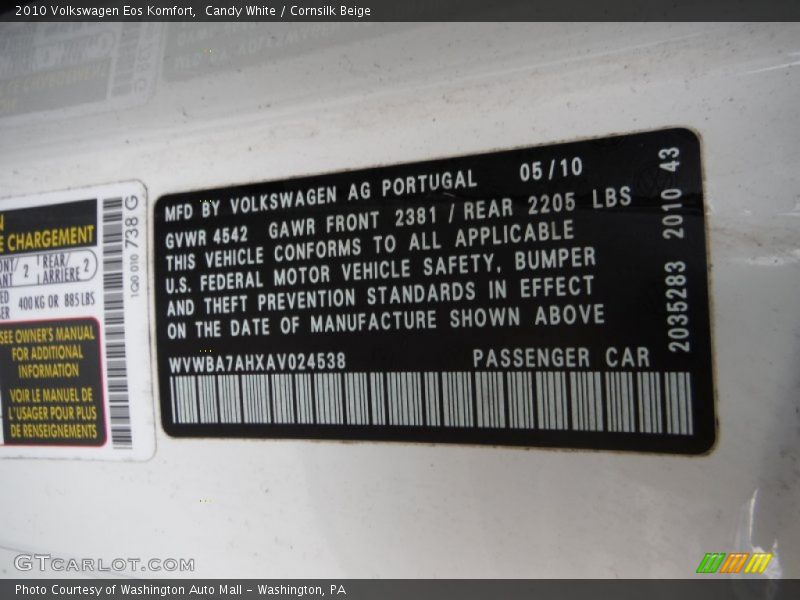 2010 Volkswagen Eos Komfort,  Candy White / Cornsilk Beige
MFD BY VOLKSWAGEN AG PORTUGAL 05/10
GVWR 4542 GAWR FRONT 2381 / REAR 2205 LBS
THIS VEHICLE CONFORMS TO ALL APPLICABLE
U.S. FEDERAL MOTOR VEHICLE SAFETY, BUMPER
AND THEFT PREVENTION STANDARDS IN EFFECT
ON THE DATE OF MANUFACTURE SHOWN ABOVE
WVWBA7AHXAV024538 PASSENGER CAR
2035283 2010 43
E CHARGEMENT
2 REAR/ 2
ARRIÈRE
400 KG OR 885 LBS
SEE OWNER'S MANUAL
FOR ADDITIONAL
INFORMATION
VOIR LE MANUEL DE
L'USAGER POUR PLUS
DE RENSEIGNEMENTS
1Q0 010 738 G
GTCARLOT.COM
Photo Courtesy of Washington Auto Mall - Washington, PA